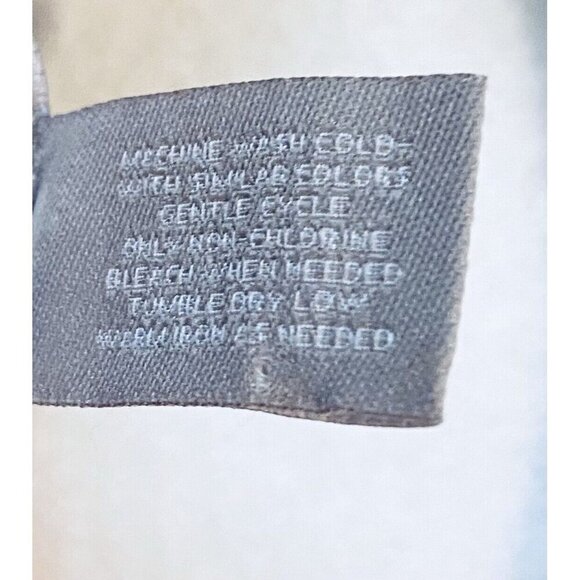 MACHINE WASH COLD
WITH SIMILAR COLORS
GENTLE CYCLE
ONLY NON-CHLORINE
BLEACH WHEN NEEDED
TUMBLE DRY LOW
WARM IRON AS NEEDED